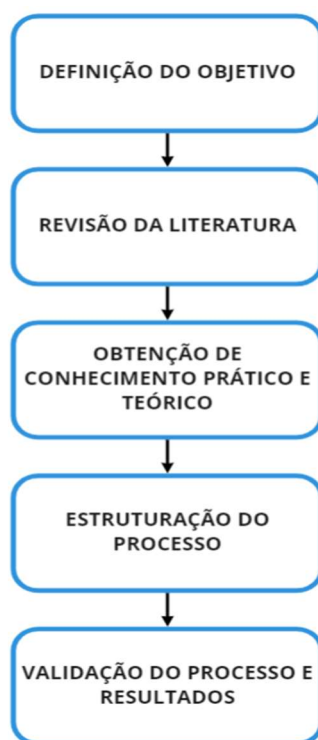 DEFINIÇÃO DO OBJETIVO
REVISÃO DA LITERATURA
OBTENÇÃO DE
CONHECIMENTO PRÁTICO E
TEÓRICO
ESTRUTURAÇÃO DO
PROCESSO
VALIDAÇÃO DO PROCESSO E
RESULTADOS